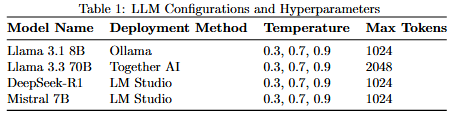 Table 1: LLM Configurations and Hyperparameters
Model Name Deployment Method Temperature Max Tokens
Llama 3.1 8B Ollama 0.3, 0.7, 0.9 1024
Llama 3.3 70B Together AI 0.3, 0.7, 0.9 2048
DeepSeek-R1 LM Studio 0.3, 0.7, 0.9 1024
Mistral 7B LM Studio 0.3, 0.7, 0.9 1024